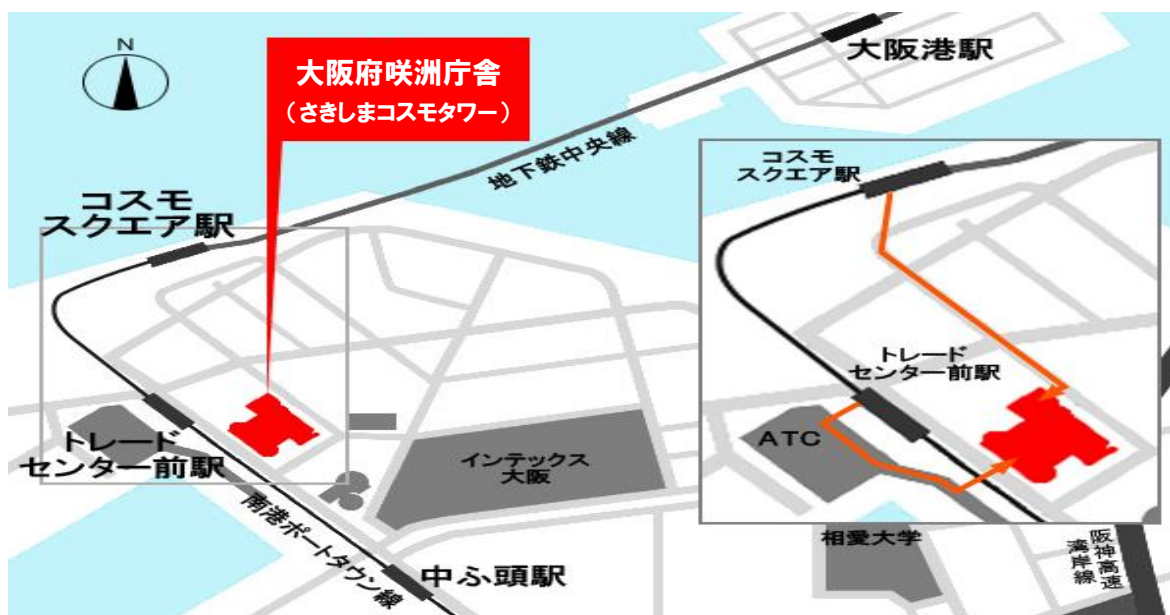 N
大阪府咲洲庁舎
（さきしまコスモタワー）
大阪港駅
地下鉄中央線
コスモ
スクエア駅
トレード
センター前駅
インテックス
大阪
南港ポートタウン線
中ふ頭駅
コスモ
スクエア駅
トレード
センター前駅
ATC
相愛大学
阪神高速
湾岸線